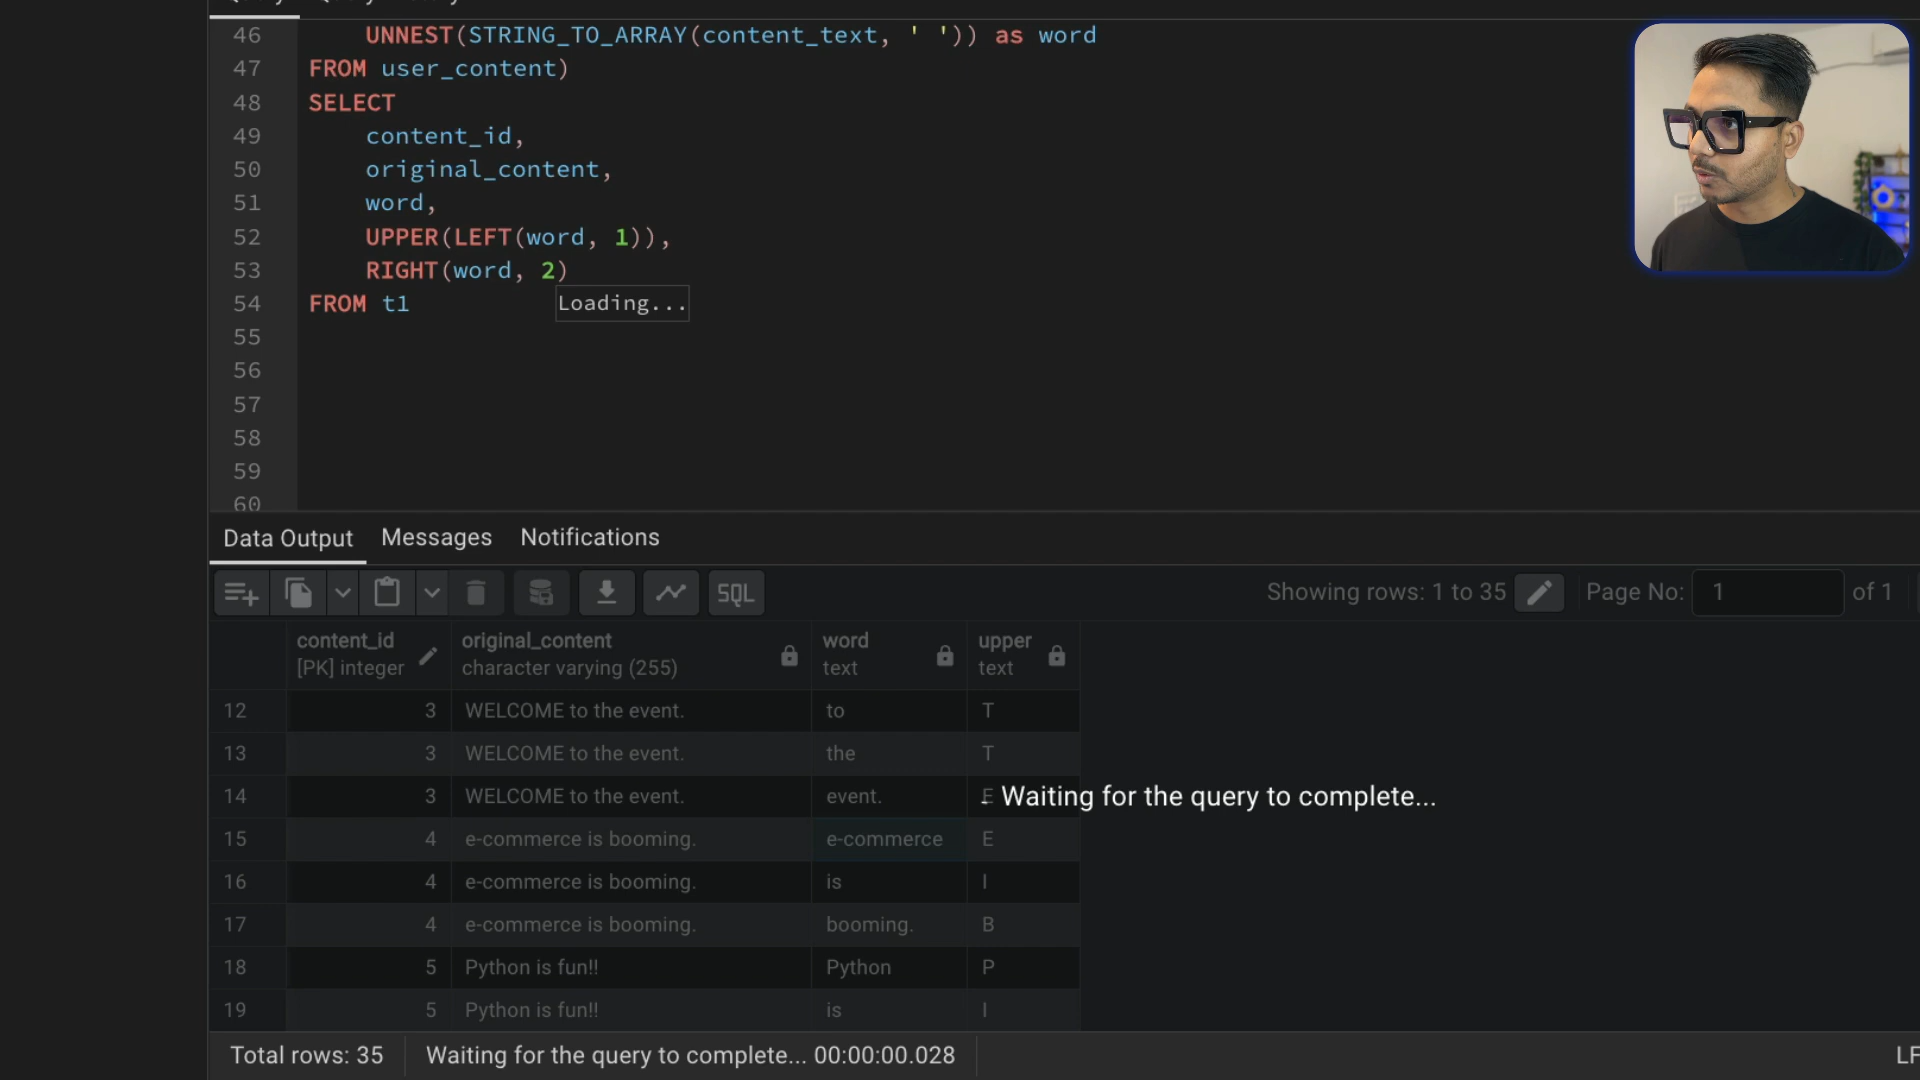 46 UNNEST(STRING_TO_ARRAY(content_text, ' ')) as word
47 FROM user_content)
48 SELECT
49 content_id,
50 original_content,
51 word,
52 UPPER(LEFT(word, 1)),
53 RIGHT(word, 2)
54 FROM t1
Loading...
55
56
57
58
59
60
Data Output Messages Notifications
SQL Showing rows: 1 to 35 Page No: 1 of 1
content_id original_content word upper
[PK] integer character varying (255) text text
12 3 WELCOME to the event. to T
13 3 WELCOME to the event. the T
14 3 WELCOME to the event. event. E
Waiting for the query to complete...
15 4 e-commerce is booming. e-commerce E
16 4 e-commerce is booming. is I
17 4 e-commerce is booming. booming. B
18 5 Python is fun!! Python P
19 5 Python is fun!! is I
Total rows: 35 Waiting for the query to complete... 00:00:00.028 LF